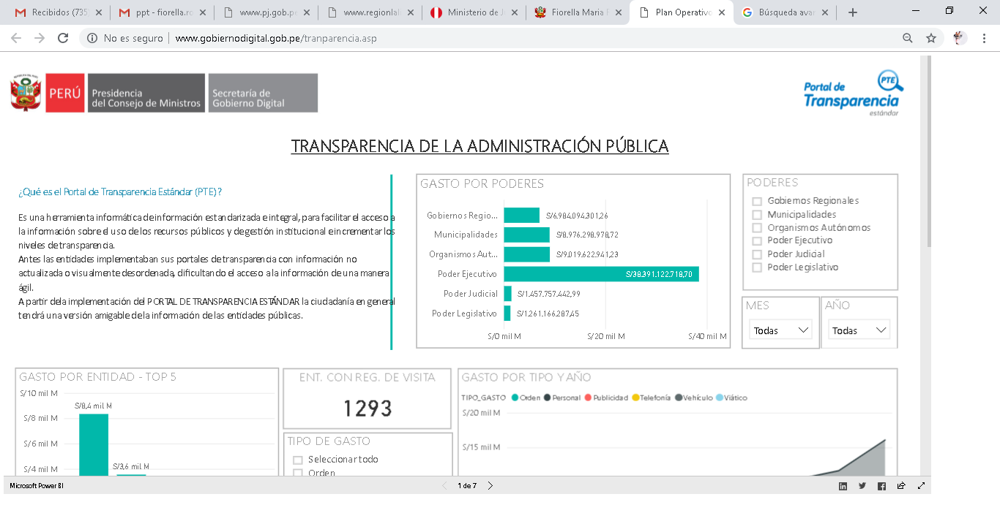 Recibidos (735
ppt - fiorella.ro
www.pj.gob.pe
www.regionlal
Ministerio de J
Fiorella Maria F
Plan Operativo
Búsqueda avan
No es seguro
www.gobiernodigital.gob.pe/tranparencia.asp
PERÚ
Presidencia
del Consejo de Ministros
Secretaría de
Gobierno Digital
Portal de
Transparencia
estándar
PTE
TRANSPARENCIA DE LA ADMINISTRACIÓN PÚBLICA
¿Qué es el Portal de Transparencia Estándar (PTE)?
Es una herramienta informática de información estandarizada e integral, para facilitar el acceso a
la información sobre el uso de los recursos públicos y de gestión institucional e incrementar los
niveles de transparencia.
Antes las entidades implementaban sus portales de transparencia con información no
actualizada o visualmente desordenada, dificultando el acceso a la información de una manera
ágil.
A partir dela implementación del PORTAL DE TRANSPARENCIA ESTÁNDAR la ciudadanía en general
tendrá una versión amigable de la información de las entidades públicas.
GASTO POR PODERES
Gobiernos Regio... S/6.984.094.301,26
Municipalidades S/8.976.298.978,72
Organismos Aut... S/9.019.622.941,23
Poder Ejecutivo S/38.391.122.718,70
Poder Judicial S/1.457.757.442,99
Poder Legislativo S/1.261.166.287,45
S/0 mil M S/20 mil M S/40 mil M
PODERES
Gobiernos Regionales
Municipalidades
Organismos Autónomos
Poder Ejecutivo
Poder Judicial
Poder Legislativo
MES
Todas
AÑO
Todas
GASTO POR ENTIDAD - TOP 5
S/10 mil M
S/8 mil M
S/6 mil M
S/4 mil M
S/8,4 mil M
S/3,6 mil M
ENT. CON REG. DE VISITA
1293
TIPO DE GASTO
Seleccionar todo
Orden
GASTO POR TIPO Y AÑO
TIPO_GASTO Orden Personal Publicidad Telefonía Vehículo Viático
S/20 mil M
S/15 mil M
Microsoft Power BI
1 de 7